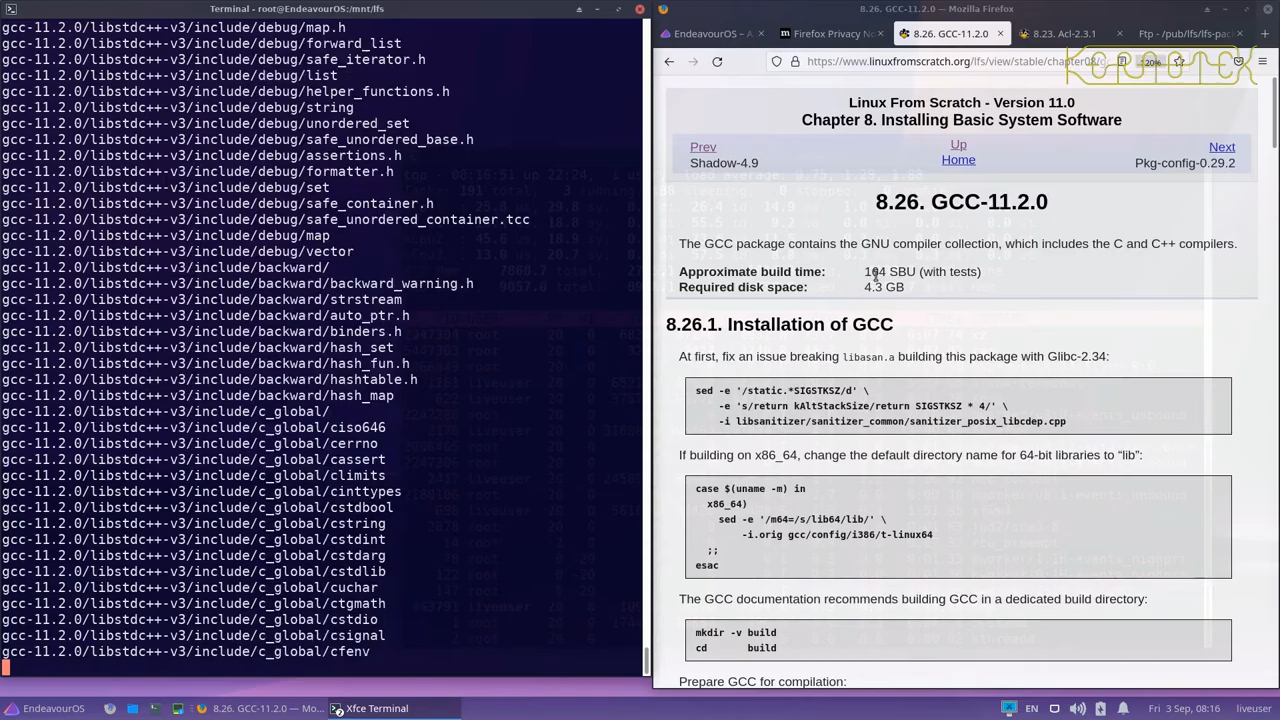 Terminal - root@EndeavourOS:/mnt/lfs
gcc-11.2.0/libstdc++-v3/include/debug/map.h
gcc-11.2.0/libstdc++-v3/include/debug/forward_list
gcc-11.2.0/libstdc++-v3/include/debug/safe_iterator.h
gcc-11.2.0/libstdc++-v3/include/debug/list
gcc-11.2.0/libstdc++-v3/include/debug/helper_functions.h
gcc-11.2.0/libstdc++-v3/include/debug/string
gcc-11.2.0/libstdc++-v3/include/debug/unordered_set
gcc-11.2.0/libstdc++-v3/include/debug/safe_unordered_base.h
gcc-11.2.0/libstdc++-v3/include/debug/assertions.h
gcc-11.2.0/libstdc++-v3/include/debug/formatter.h
gcc-11.2.0/libstdc++-v3/include/debug/set
gcc-11.2.0/libstdc++-v3/include/debug/safe_container.h
gcc-11.2.0/libstdc++-v3/include/debug/safe_unordered_container.tcc
gcc-11.2.0/libstdc++-v3/include/debug/map
gcc-11.2.0/libstdc++-v3/include/debug/vector
gcc-11.2.0/libstdc++-v3/include/backward/
gcc-11.2.0/libstdc++-v3/include/backward/backward_warning.h
gcc-11.2.0/libstdc++-v3/include/backward/strstream
gcc-11.2.0/libstdc++-v3/include/backward/auto_ptr.h
gcc-11.2.0/libstdc++-v3/include/backward/binders.h
gcc-11.2.0/libstdc++-v3/include/backward/hash_set
gcc-11.2.0/libstdc++-v3/include/backward/hash_fun.h
gcc-11.2.0/libstdc++-v3/include/backward/hashtable.h
gcc-11.2.0/libstdc++-v3/include/backward/hash_map
gcc-11.2.0/libstdc++-v3/include/c_global/
gcc-11.2.0/libstdc++-v3/include/c_global/ciso646
gcc-11.2.0/libstdc++-v3/include/c_global/cerrno
gcc-11.2.0/libstdc++-v3/include/c_global/cassert
gcc-11.2.0/libstdc++-v3/include/c_global/climits
gcc-11.2.0/libstdc++-v3/include/c_global/cinttypes
gcc-11.2.0/libstdc++-v3/include/c_global/cstdbool
gcc-11.2.0/libstdc++-v3/include/c_global/cstring
gcc-11.2.0/libstdc++-v3/include/c_global/cstdint
gcc-11.2.0/libstdc++-v3/include/c_global/cstdarg
gcc-11.2.0/libstdc++-v3/include/c_global/cstdlib
gcc-11.2.0/libstdc++-v3/include/c_global/cuchar
gcc-11.2.0/libstdc++-v3/include/c_global/ctgmath
gcc-11.2.0/libstdc++-v3/include/c_global/cstdio
gcc-11.2.0/libstdc++-v3/include/c_global/csignal
gcc-11.2.0/libstdc++-v3/include/c_global/cfenv
8.26. GCC-11.2.0 — Mozilla Firefox
EndeavourOS – A
Firefox Privacy No
8.26. GCC-11.2.0
8.23. Acl-2.3.1
Ftp - /pub/lfs/lfs-pac
https://www.linuxfromscratch.org/lfs/view/stable/chapter08/
120%
Linux From Scratch - Version 11.0
Chapter 8. Installing Basic System Software
Prev Up Next
Shadow-4.9 Home Pkg-config-0.29.2
8.26. GCC-11.2.0
The GCC package contains the GNU compiler collection, which includes the C and C++ compilers.
Approximate build time: 164 SBU (with tests)
Required disk space: 4.3 GB
8.26.1. Installation of GCC
At first, fix an issue breaking libasan.a building this package with Glibc-2.34:
sed -e '/static.*SIGSTKSZ/d' \
-e 's/return kAltStackSize/return SIGSTKSZ * 4/' \
-i libsanitizer/sanitizer_common/sanitizer_posix_libcdep.cpp
If building on x86_64, change the default directory name for 64-bit libraries to “lib”:
case $(uname -m) in
x86_64)
sed -e '/m64=/s/lib64/lib/' \
-i.orig gcc/config/i386/t-linux64
;;
esac
The GCC documentation recommends building GCC in a dedicated build directory:
mkdir -v build
cd build
Prepare GCC for compilation:
EndeavourOS
8.26. GCC-11.2.0 — Mo...
Xfce Terminal
EN
Fri 3 Sep, 08:16
liveuser